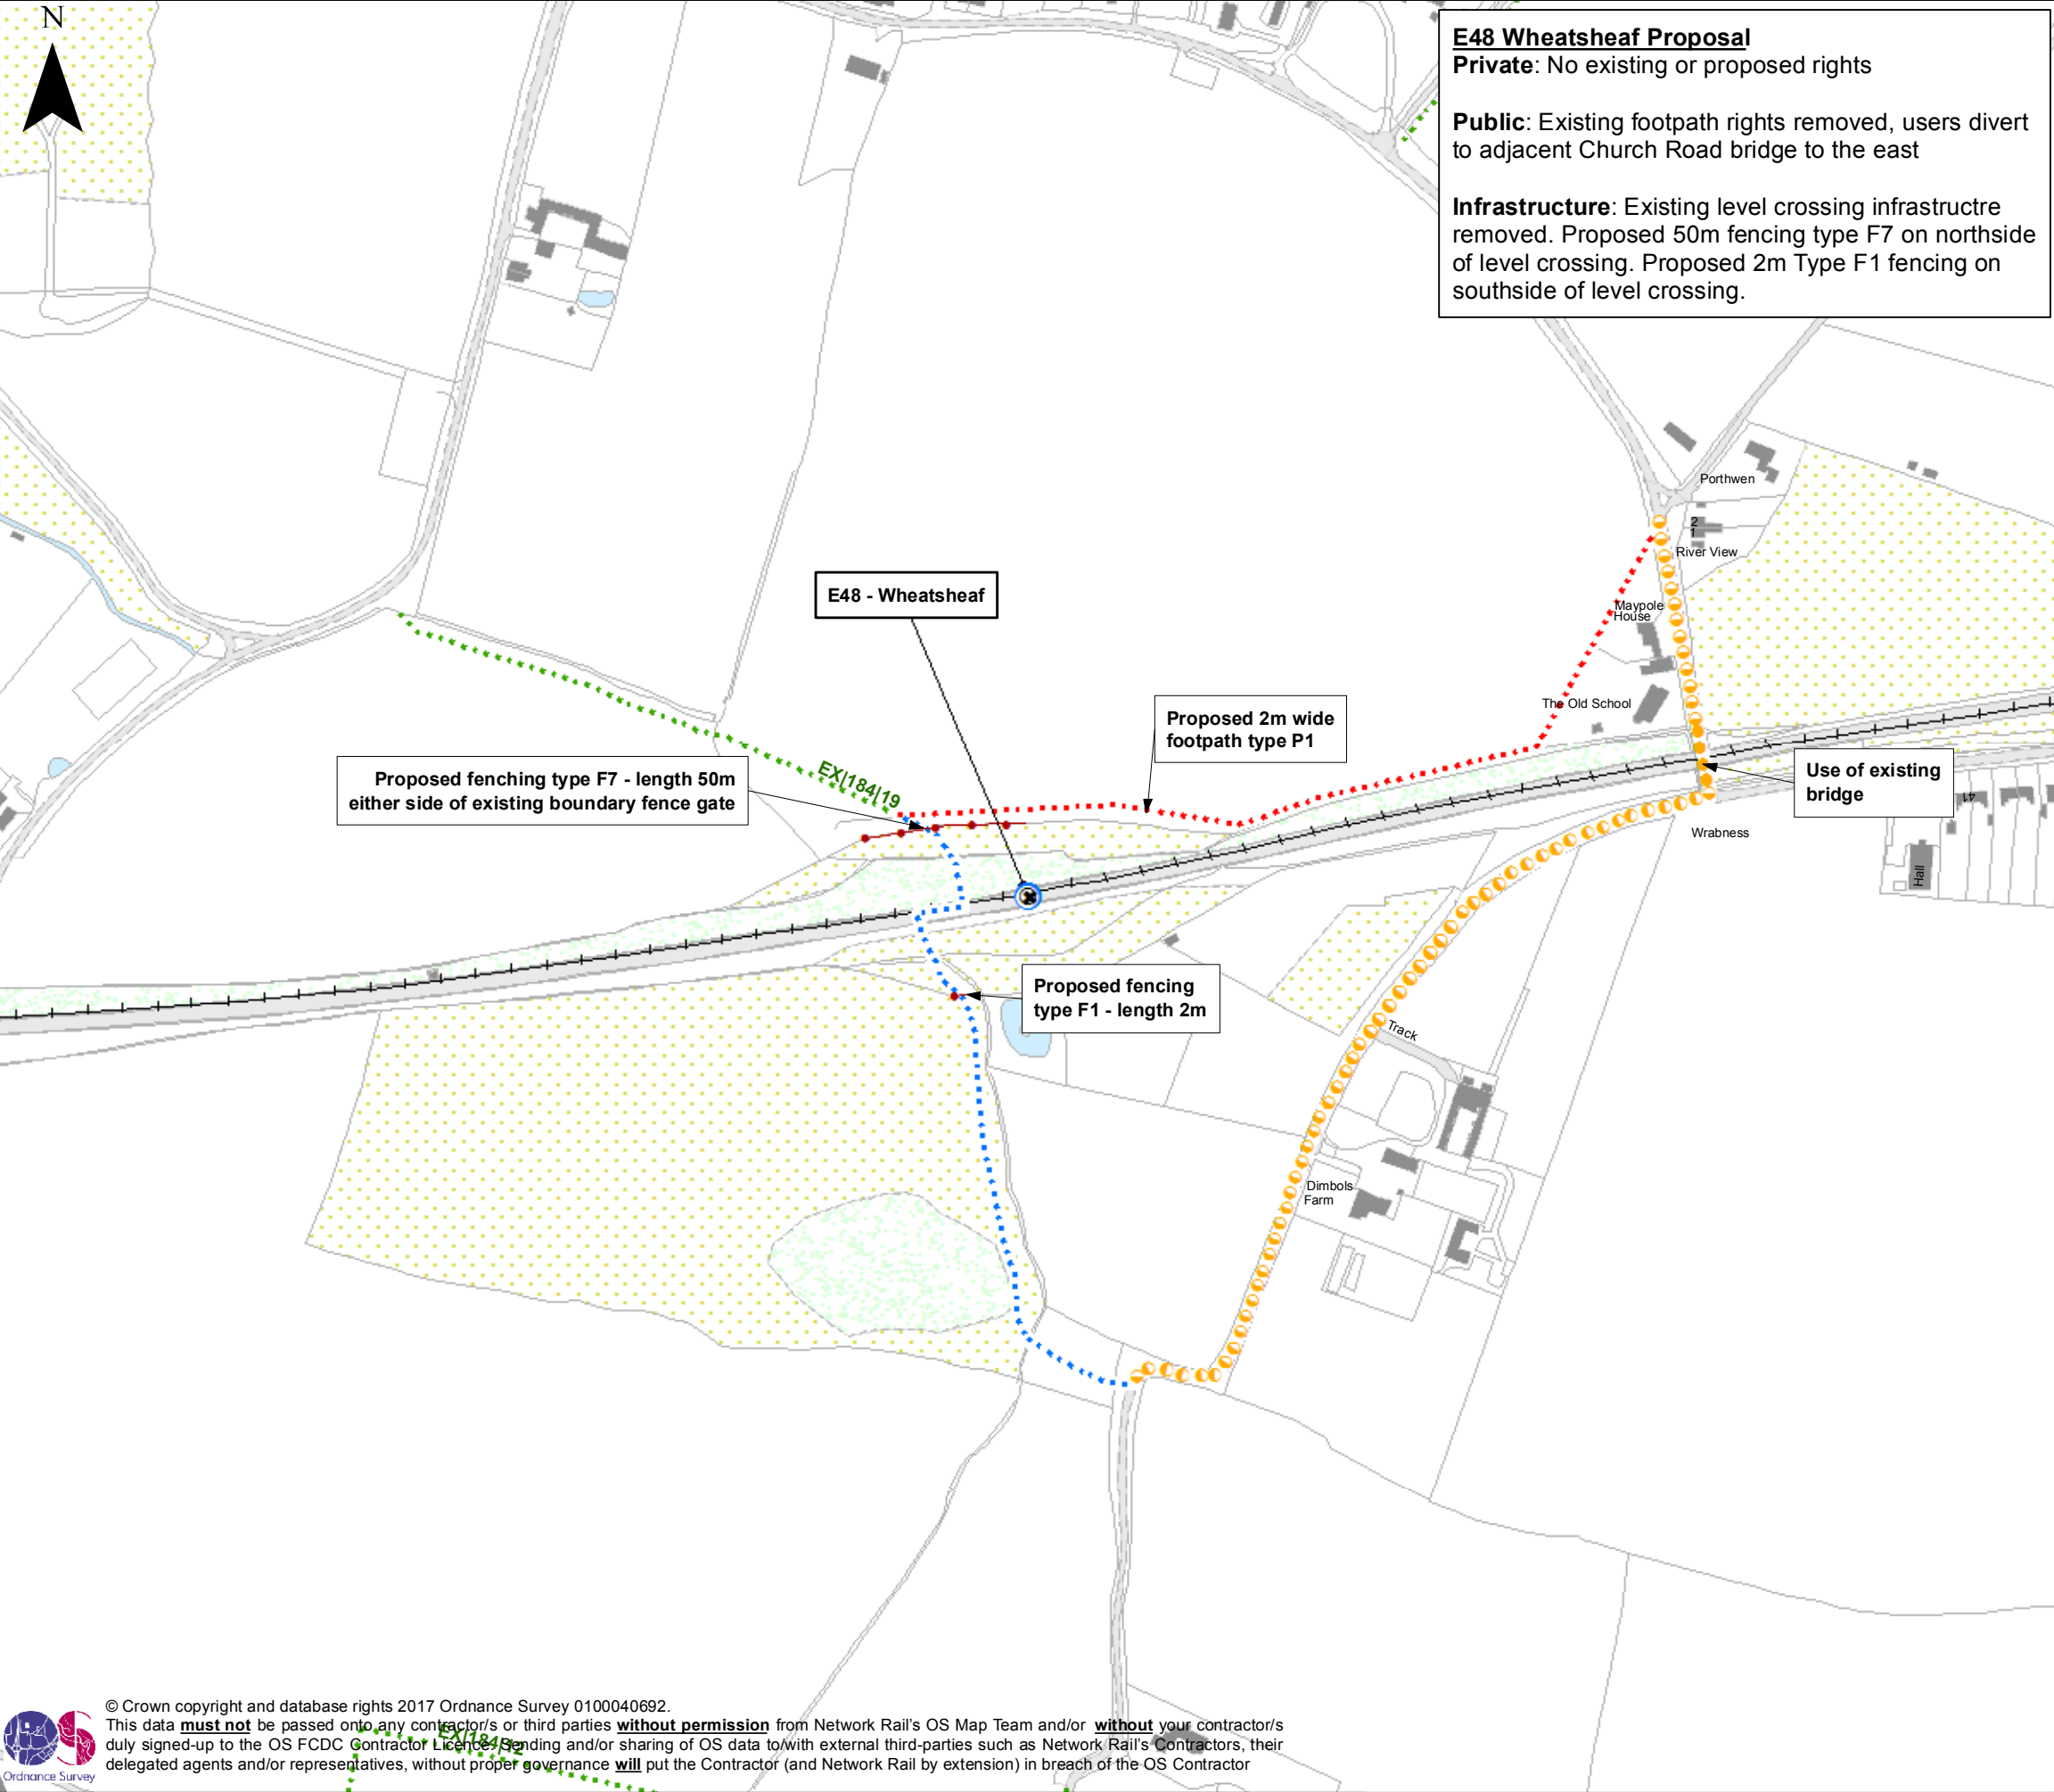 N
E48 Wheatsheaf Proposal
Private: No existing or proposed rights
Public: Existing footpath rights removed, users divert
to adjacent Church Road bridge to the east
Infrastructure: Existing level crossing infrastructre
removed. Proposed 50m fencing type F7 on northside
of level crossing. Proposed 2m Type F1 fencing on
southside of level crossing.
Porthwen
2
1
River View
E48 - Wheatsheaf
Maypole
House
The Old School
Proposed 2m wide
footpath type P1
Proposed fenching type F7 - length 50m
either side of existing boundary fence gate
EX|184|19
Use of existing
bridge
41
Wrabness
Hall
Proposed fencing
type F1 - length 2m
Track
Dimbols
Farm
© Crown copyright and database rights 2017 Ordnance Survey 0100040692.
This data must not be passed onto any contractor/s or third parties without permission from Network Rail's OS Map Team and/or without your contractor/s
duly signed-up to the OS FCDC Contractor Licence. Sending and/or sharing of OS data to/with external third-parties such as Network Rail's Contractors, their
delegated agents and/or representatives, without proper governance will put the Contractor (and Network Rail by extension) in breach of the OS Contractor
EX|184|12
Ordnance Survey